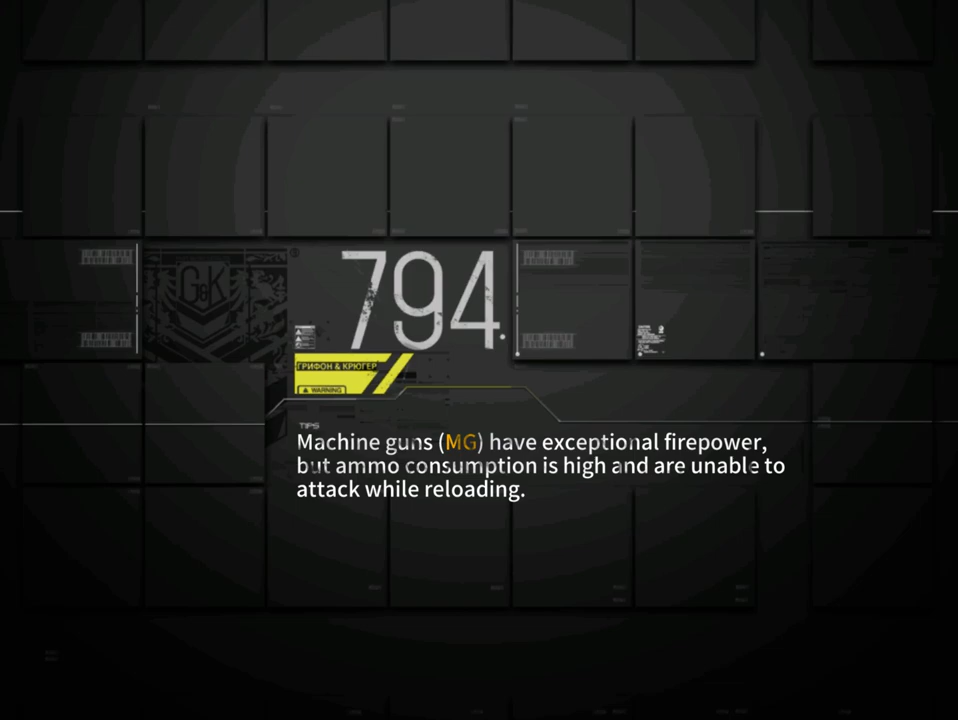 G&K
794.
ГРИФОН & КРЮГЕР
WARNING
TIPS
Machine guns (MG) have exceptional firepower,
but ammo consumption is high and are unable to
attack while reloading.